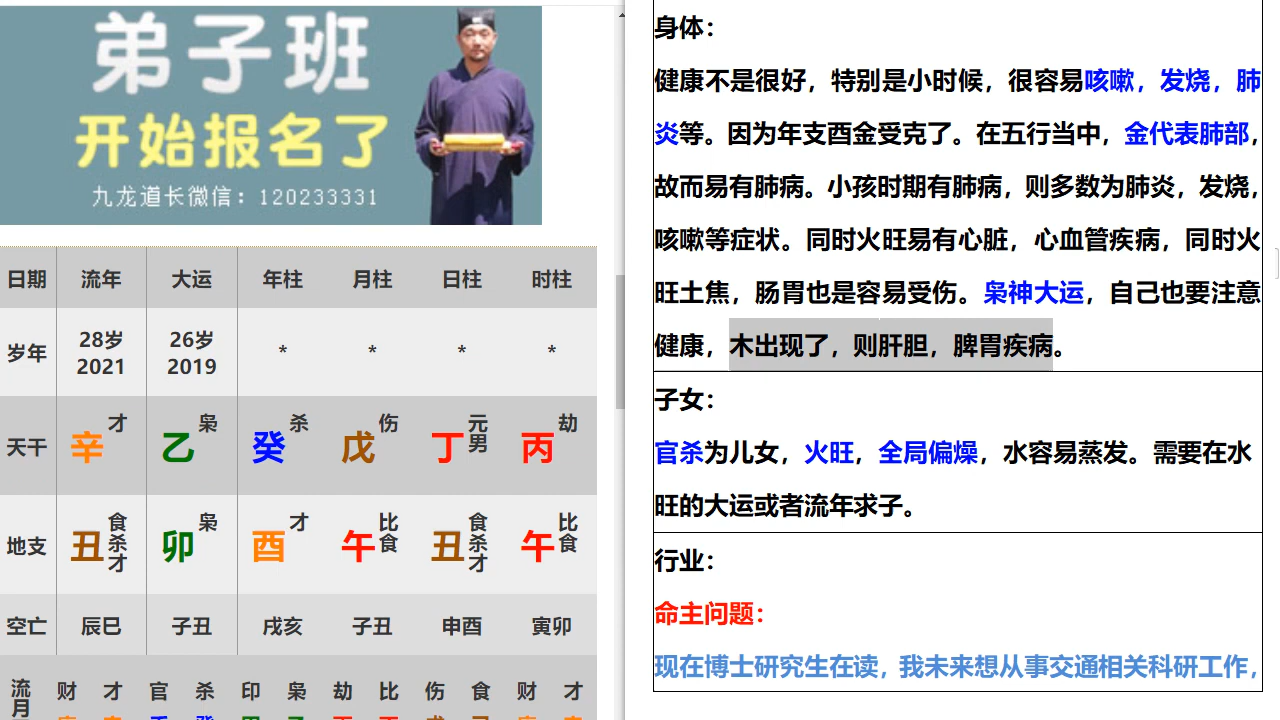 弟子班
开始报名了
九龙道长微信：120233331
日期 流年 大运 年柱 月柱 日柱 时柱
岁年 28岁 2021 26岁 2019 * * * *
天干 辛 才 乙 枭 癸 杀 戊 伤 丁 元男 丙 劫
地支 丑 食杀才 卯 枭 酉 才 午 比食 丑 食杀才 午 比食
空亡 辰巳 子丑 戌亥 子丑 申酉 寅卯
流月 财 才 官 杀 印 枭 劫 比 伤 食 财 才
身体：
健康不是很好，特别是小时候，很容易咳嗽，发烧，肺
炎等。因为年支酉金受克了。在五行当中，金代表肺部，
故而易有肺病。小孩时期有肺病，则多数为肺炎，发烧，
咳嗽等症状。同时火旺易有心脏，心血管疾病，同时火
旺土焦，肠胃也是容易受伤。枭神大运，自己也要注意
健康，木出现了，则肝胆，脾胃疾病。
子女：
官杀为儿女，火旺，全局偏燥，水容易蒸发。需要在水
旺的大运或者流年求子。
行业：
命主问题：
现在博士研究生在读，我未来想从事交通相关科研工作，